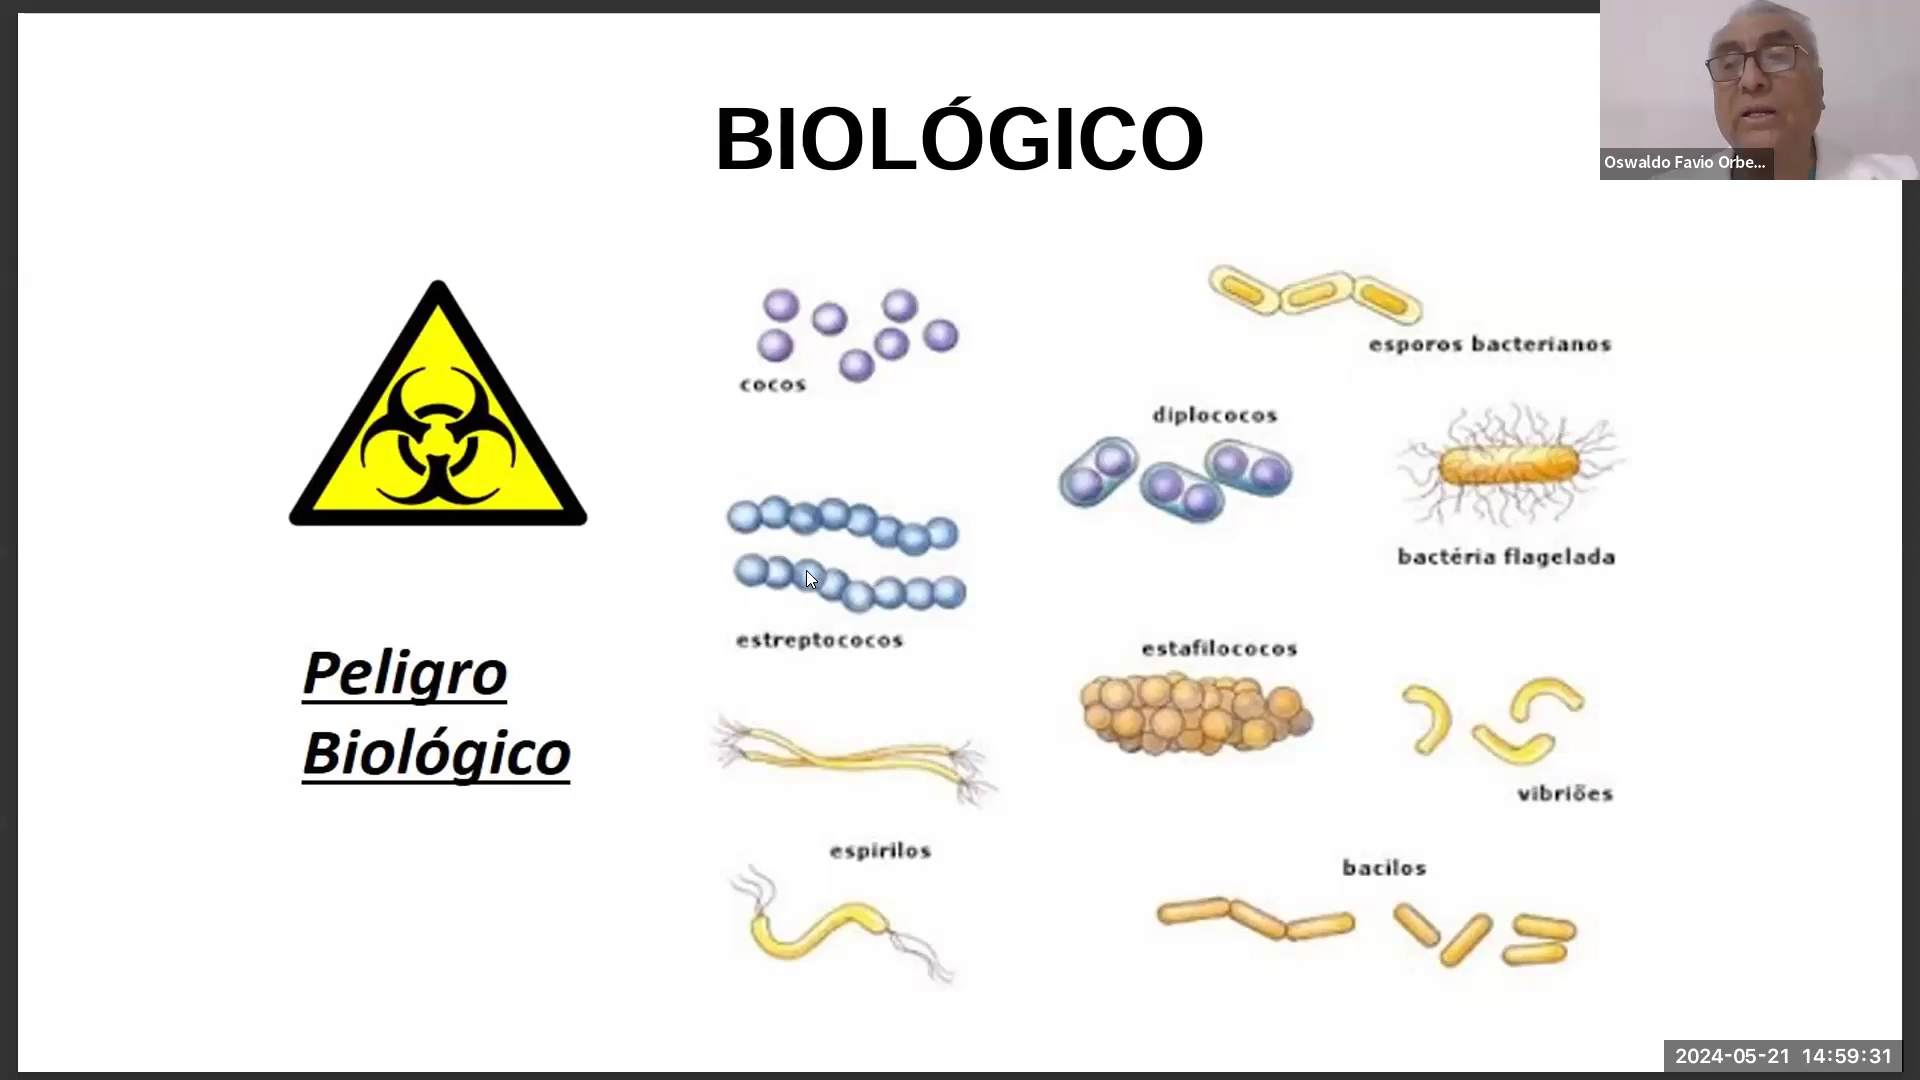 BIOLÓGICO
Oswaldo Favio Orbe...
Peligro
Biológico
cocos
esporos bacterianos
diplococos
bactéria flagelada
estreptococos
estafilococos
vibriões
espirilos
bacilos
2024-05-21 14:59:31